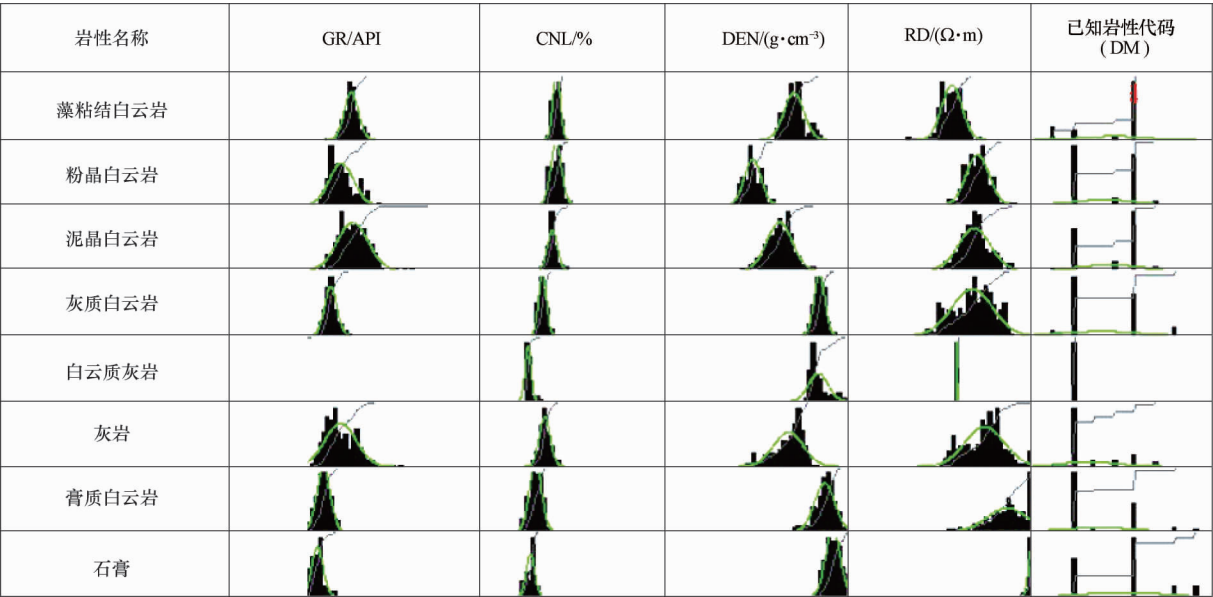 岩性名称 GR/API CNL/% DEN/(g·cm⁻³) RD/(Ω·m) 已知岩性代码
(DM)
藻粘结白云岩
粉晶白云岩
泥晶白云岩
灰质白云岩
白云质灰岩
灰岩
膏质白云岩
石膏